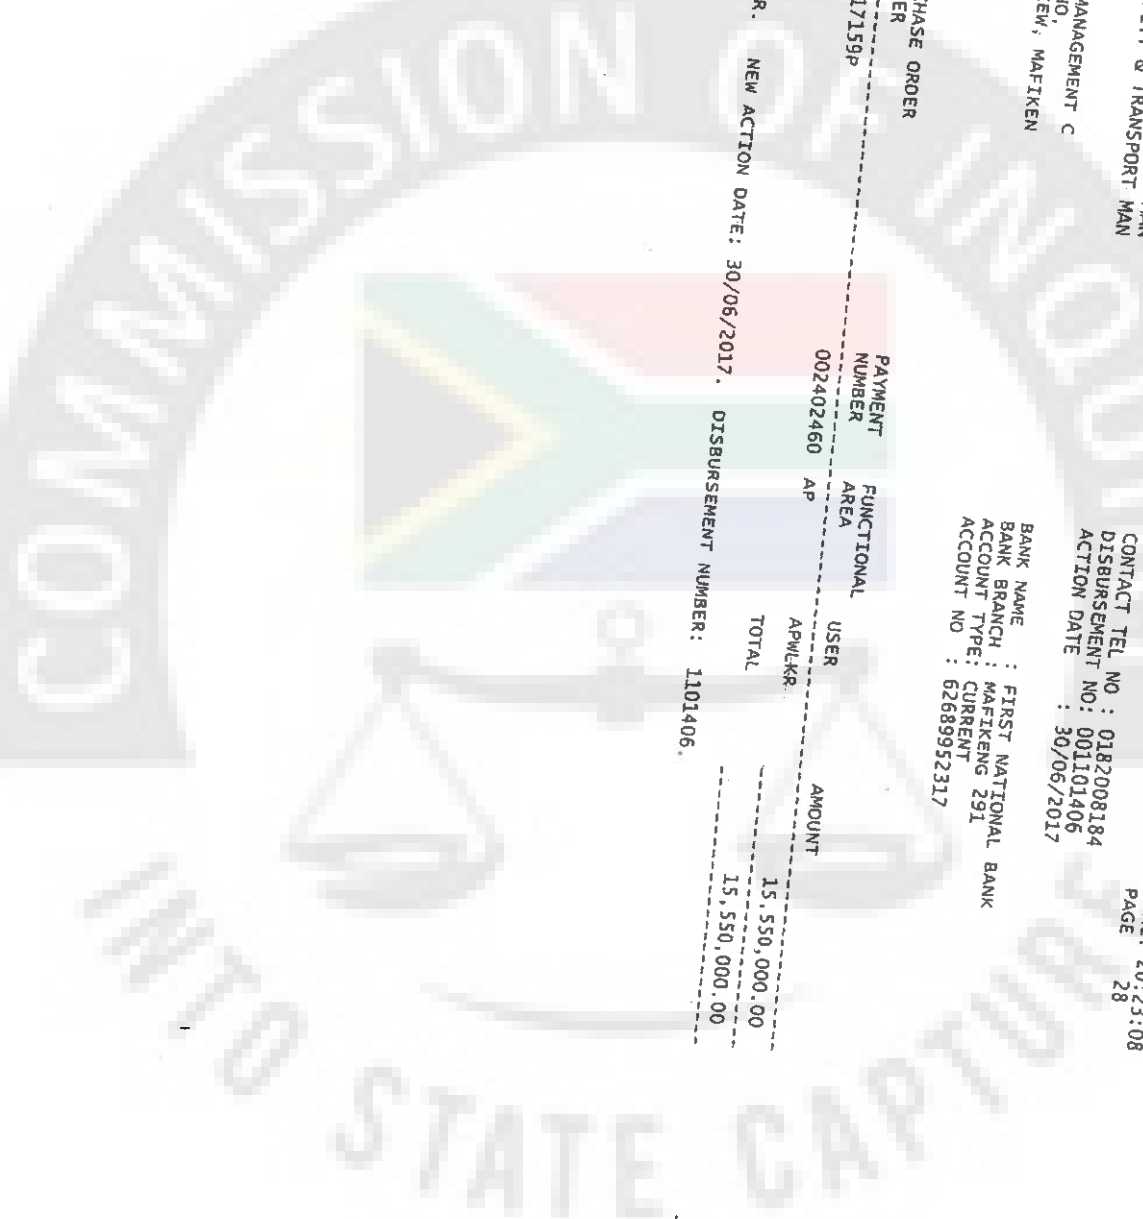 & TRANSPORT MAN
CONTACT TEL NO : 0182008184
PAGE 28
DISBURSEMENT NO: 001101406
ACTION DATE : 30/06/2017
MANAGEMENT C
MAFIKEN
BANK NAME : FIRST NATIONAL BANK
BANK BRANCH : MAFIKENG 291
ACCOUNT TYPE: CURRENT
ACCOUNT NO : 62689952317
HASE ORDER
ER
PAYMENT FUNCTIONAL
NUMBER AREA USER AMOUNT
17159P 002402460 AP APWLKR 15,550,000.00
TOTAL 15,550,000.00
R. NEW ACTION DATE: 30/06/2017. DISBURSEMENT NUMBER: 1101406.
COMMISSION OF INQUIRY
INTO STATE CAPTURE